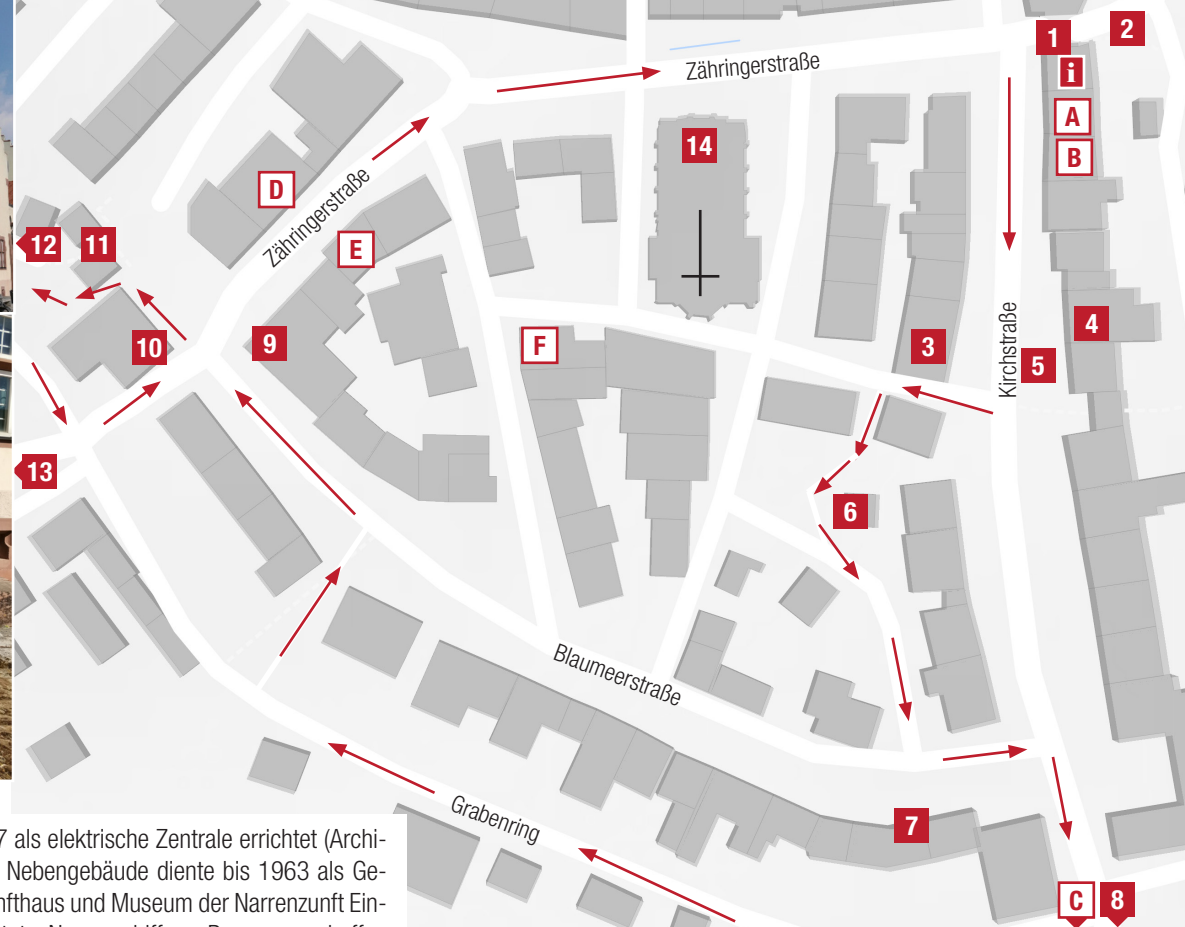 1
2
i
Zähringerstraße
A
14
B
D
Zähringerstraße
12
11
E
4
10
9
F
3
Kirchstraße
5
13
6
Blaumeerstraße
Grabenring
7
C
8
7 als elektrische Zentrale errichtet (Archi-
Nebengebäude diente bis 1963 als Ge-
nfthaus und Museum der Narrenzunft Ein-